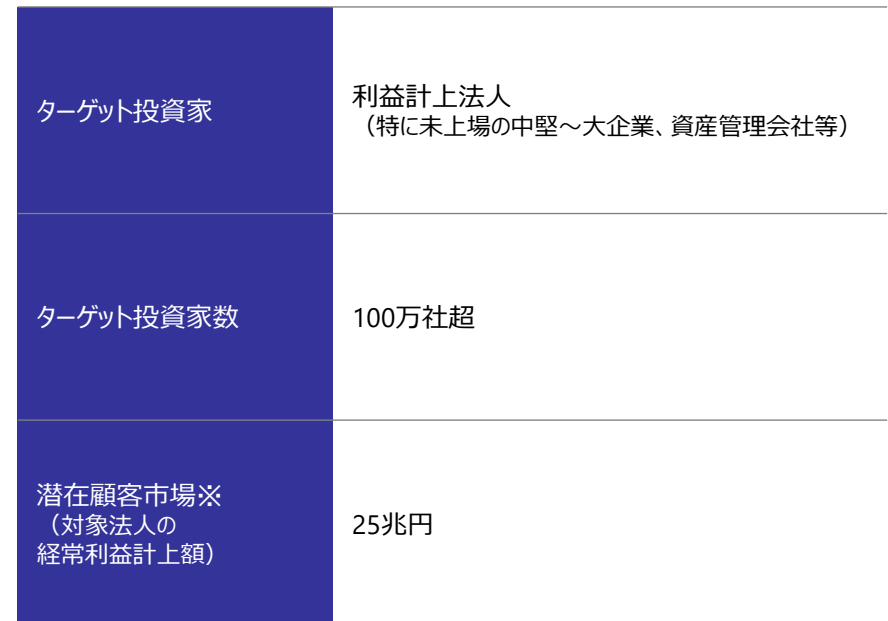 ターゲット投資家
利益計上法人
（特に未上場の中堅～大企業、資産管理会社等）
ターゲット投資家数
100万社超
潜在顧客市場※
（対象法人の
経常利益計上額）
25兆円